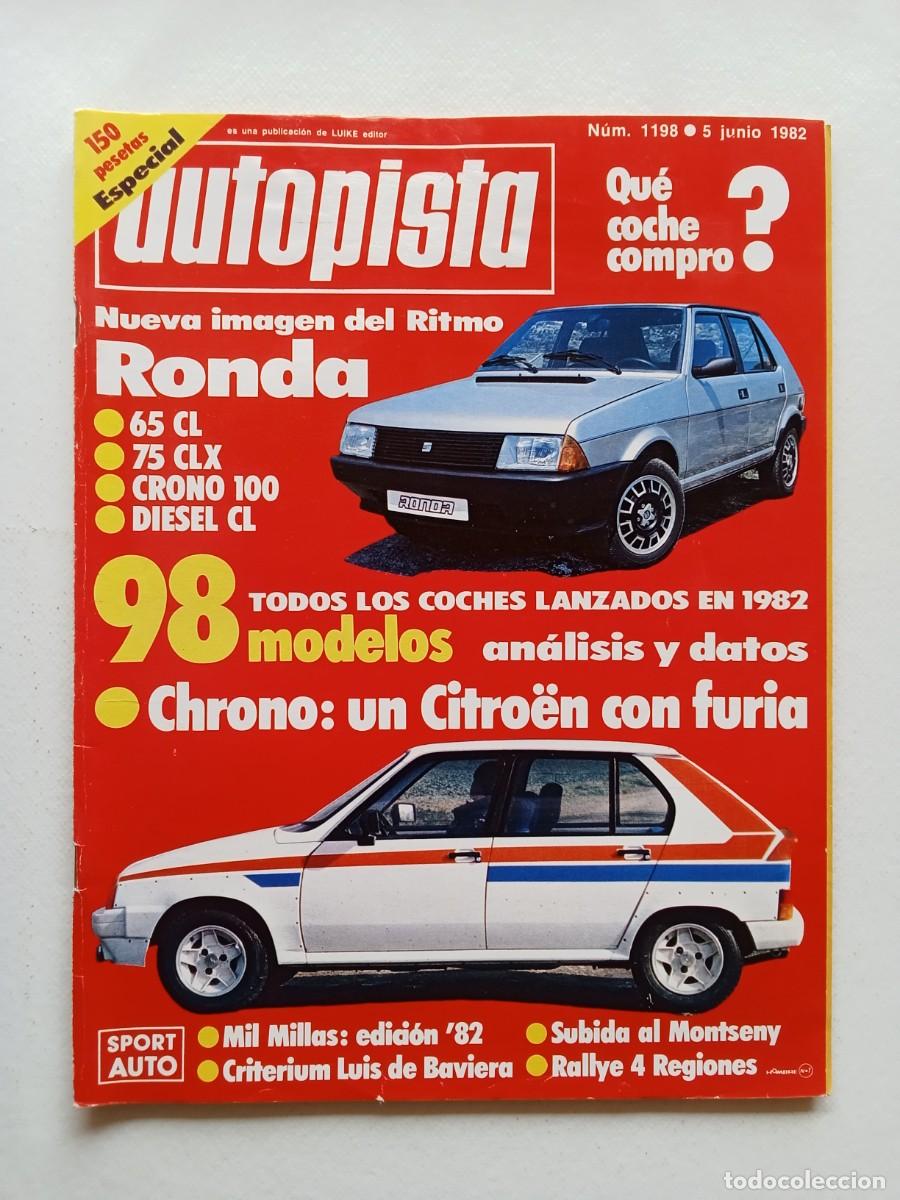 150
pesetas
Especial
es una publicación de LUIKE editor
Núm. 1198 ● 5 junio 1982
autopista
Qué
coche
compro?
Nueva imagen del Ritmo
Ronda
65 CL
75 CLX
CRONO 100
DIESEL CL
RONDA
98 TODOS LOS COCHES LANZADOS EN 1982
modelos análisis y datos
Chrono: un Citroën con furia
SPORT
AUTO
Mil Millas: edición '82
Criterium Luis de Baviera
Subida al Montseny
Rallye 4 Regiones
todocoleccion